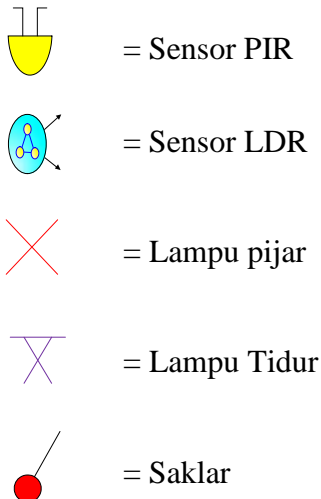 = Sensor PIR
= Sensor LDR
= Lampu pijar
= Lampu Tidur
= Saklar